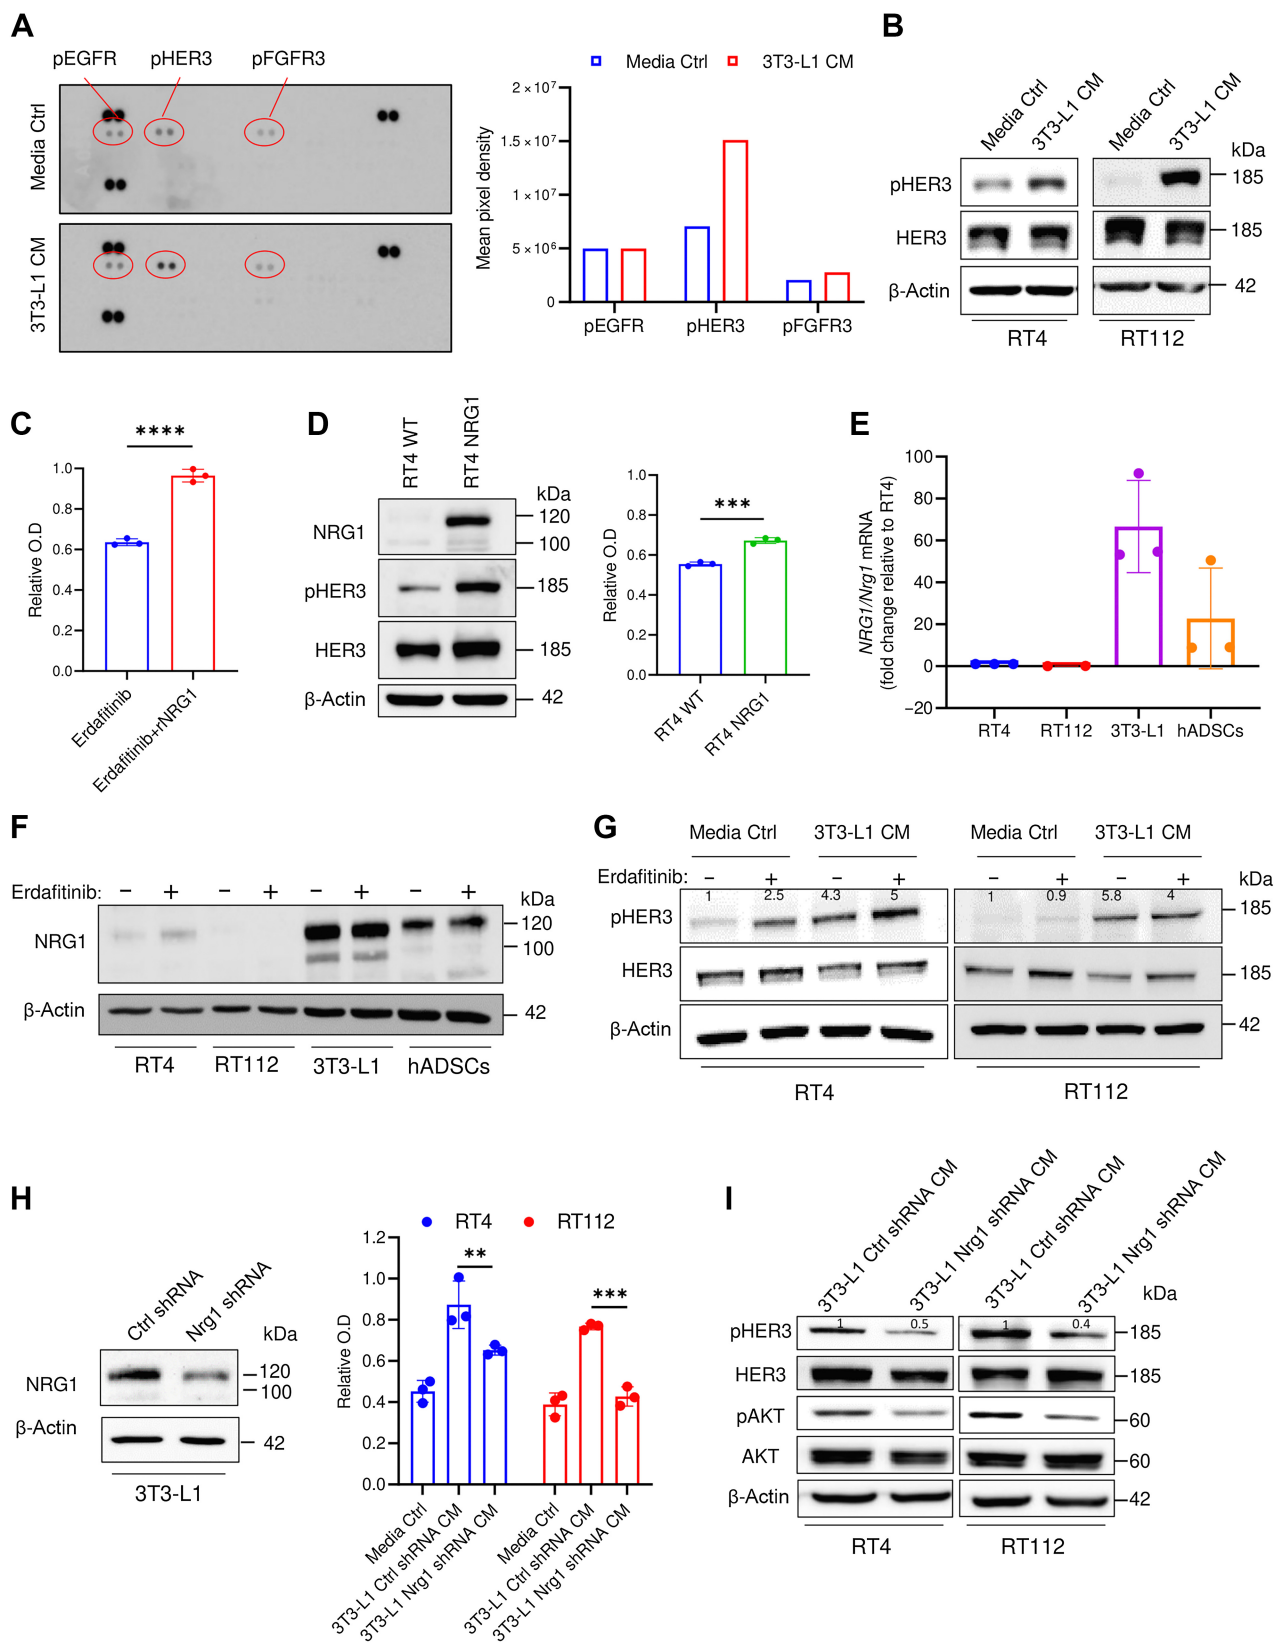 A
pEGFR pHER3 pFGFR3
Media Ctrl
3T3-L1 CM
Media Ctrl 3T3-L1 CM
Mean pixel density
2×10⁷
1.5×10⁷
1×10⁷
5×10⁶
0
pEGFR pHER3 pFGFR3
B
Media Ctrl 3T3-L1 CM Media Ctrl 3T3-L1 CM
kDa
pHER3 185
HER3 185
β-Actin 42
RT4 RT112
C
****
Relative O.D
1.0
0.8
0.6
0.4
0.2
0.0
Erdafitinib
Erdafitinib+rNRG1
D
RT4 WT RT4 NRG1
kDa
NRG1 120
100
pHER3 185
HER3 185
β-Actin 42
***
Relative O.D
1.0
0.8
0.6
0.4
0.2
0.0
RT4 WT
RT4 NRG1
E
NRG1/Nrg1 mRNA
(fold change relative to RT4)
100
80
60
40
20
0
−20
RT4 RT112 3T3-L1 hADSCs
F
Erdafitinib: − + − + − + − +
kDa
NRG1 120
100
β-Actin 42
RT4 RT112 3T3-L1 hADSCs
G
Media Ctrl 3T3-L1 CM Media Ctrl 3T3-L1 CM
Erdafitinib: − + − + − + − + kDa
1 2.5 4.3 5 1 0.9 5.8 4
pHER3 185
HER3 185
β-Actin 42
RT4 RT112
H
Ctrl shRNA Nrg1 shRNA
kDa
NRG1 120
100
β-Actin 42
3T3-L1
RT4 RT112
** ***
Relative O.D
1.2
1.0
0.8
0.6
0.4
0.2
0.0
Media Ctrl
3T3-L1 Ctrl shRNA CM
3T3-L1 Nrg1 shRNA CM
Media Ctrl
3T3-L1 Ctrl shRNA CM
3T3-L1 Nrg1 shRNA CM
I
3T3-L1 Ctrl shRNA CM
3T3-L1 Nrg1 shRNA CM
3T3-L1 Ctrl shRNA CM
3T3-L1 Nrg1 shRNA CM
kDa
1 0.5 1 0.4
pHER3 185
HER3 185
pAKT 60
AKT 60
β-Actin 42
RT4 RT112